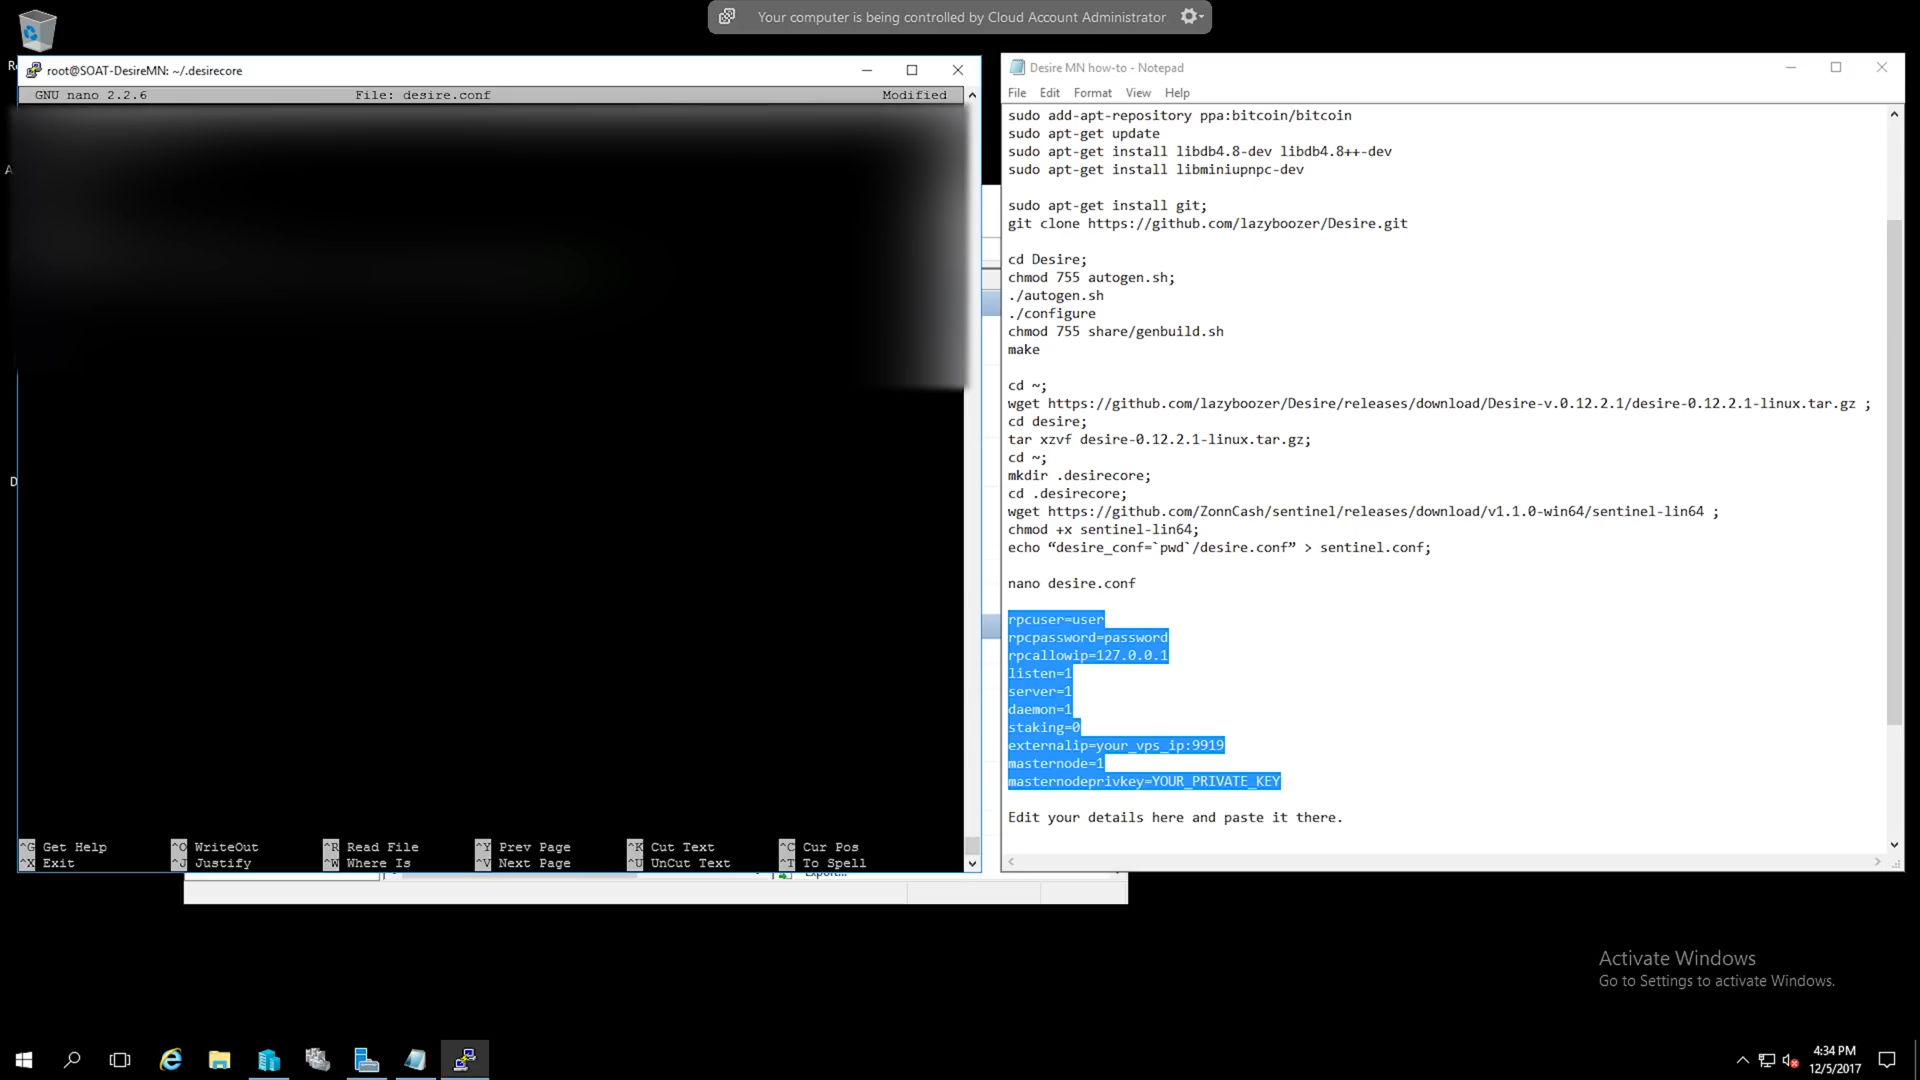 Your computer is being controlled by Cloud Account Administrator
root@SOAT-DesireMN: ~/.desirecore
GNU nano 2.2.6 File: desire.conf Modified
^G Get Help ^O WriteOut ^R Read File ^Y Prev Page ^K Cut Text ^C Cur Pos
^X Exit ^J Justify ^W Where Is ^V Next Page ^U UnCut Text ^T To Spell
Desire MN how-to - Notepad
File Edit Format View Help
sudo add-apt-repository ppa:bitcoin/bitcoin
sudo apt-get update
sudo apt-get install libdb4.8-dev libdb4.8++-dev
sudo apt-get install libminiupnpc-dev
sudo apt-get install git;
git clone https://github.com/lazyboozer/Desire.git
cd Desire;
chmod 755 autogen.sh;
./autogen.sh
./configure
chmod 755 share/genbuild.sh
make
cd ~;
wget https://github.com/lazyboozer/Desire/releases/download/Desire-v.0.12.2.1/desire-0.12.2.1-linux.tar.gz ;
cd desire;
tar xzvf desire-0.12.2.1-linux.tar.gz;
cd ~;
mkdir .desirecore;
cd .desirecore;
wget https://github.com/ZonnCash/sentinel/releases/download/v1.1.0-win64/sentinel-lin64 ;
chmod +x sentinel-lin64;
echo “desire_conf=`pwd`/desire.conf” > sentinel.conf;
nano desire.conf
rpcuser=user
rpcpassword=password
rpcallowip=127.0.0.1
listen=1
server=1
daemon=1
staking=0
externalip=your_vps_ip:9919
masternode=1
masternodeprivkey=YOUR_PRIVATE_KEY
Edit your details here and paste it there.
Export...
Activate Windows
Go to Settings to activate Windows.
4:34 PM
12/5/2017